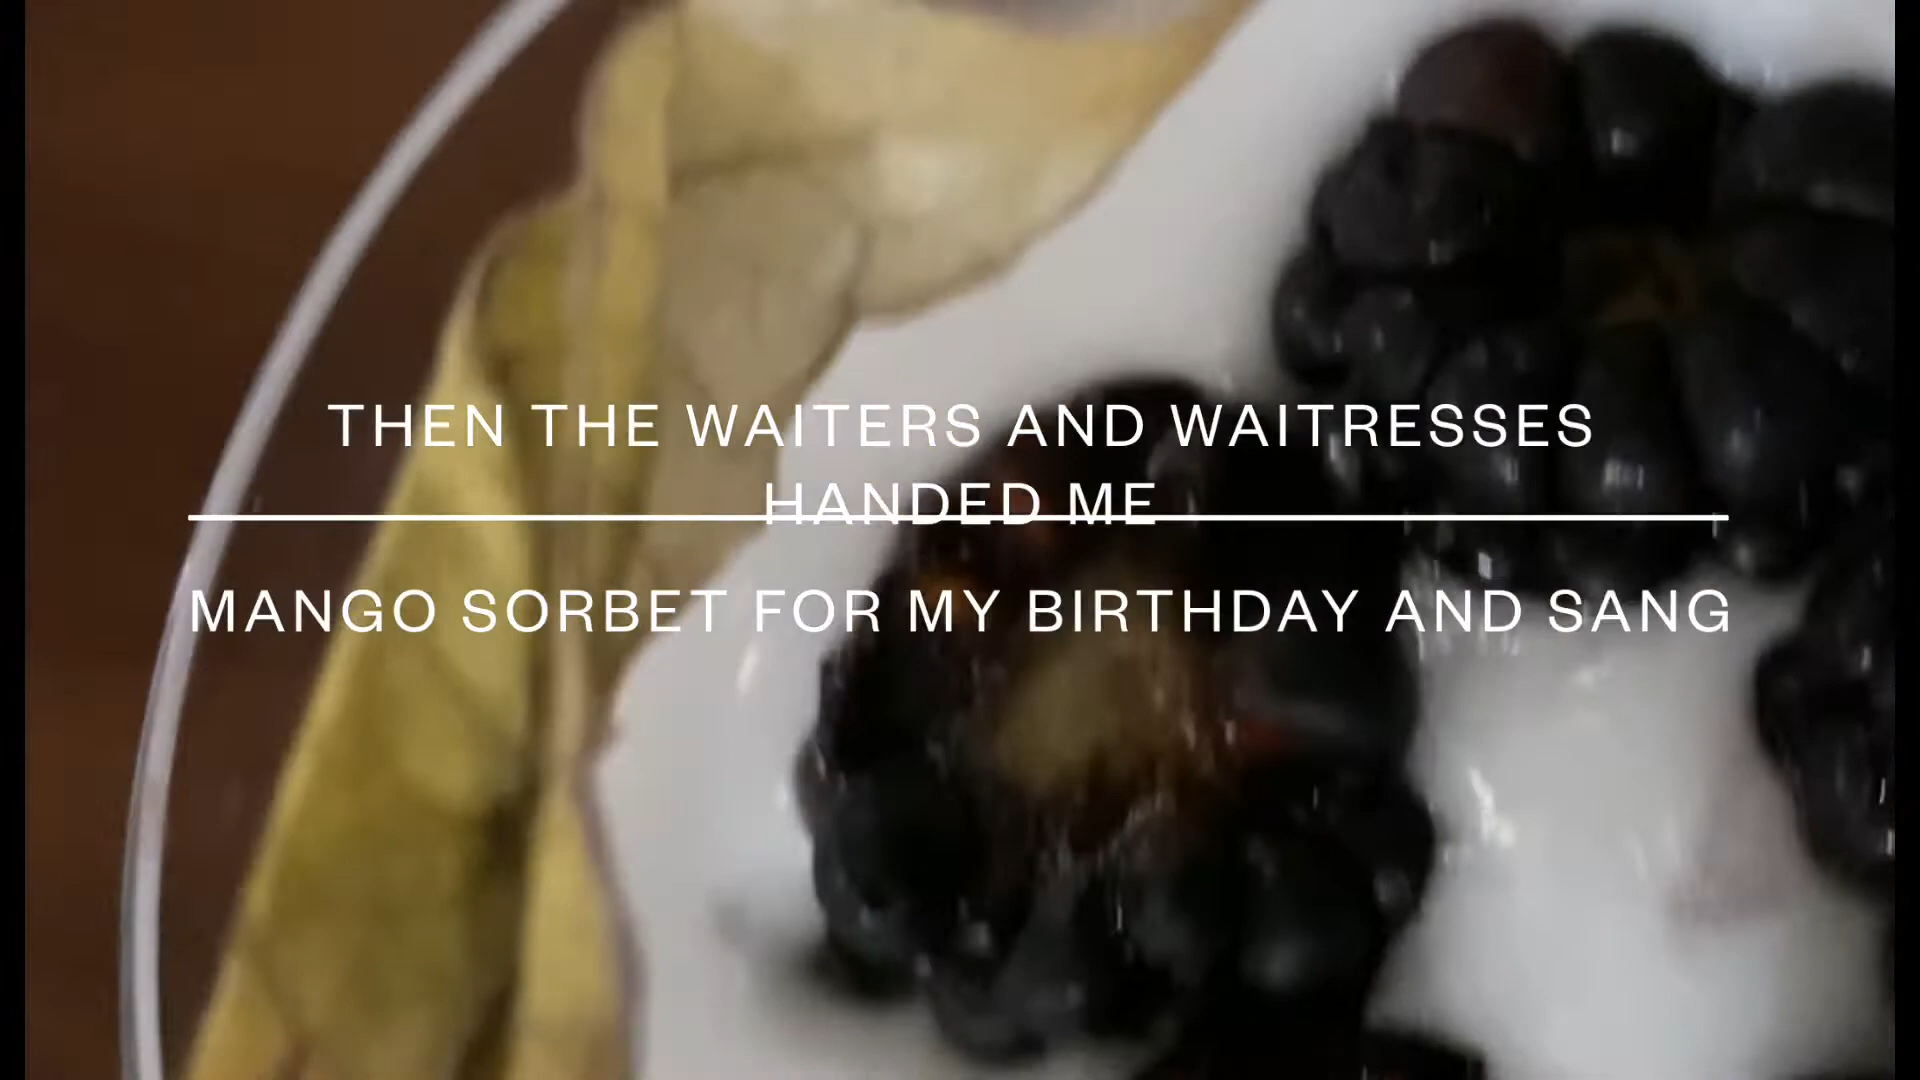 THEN THE WAITERS AND WAITRESSES
HANDED ME
MANGO SORBET FOR MY BIRTHDAY AND SANG